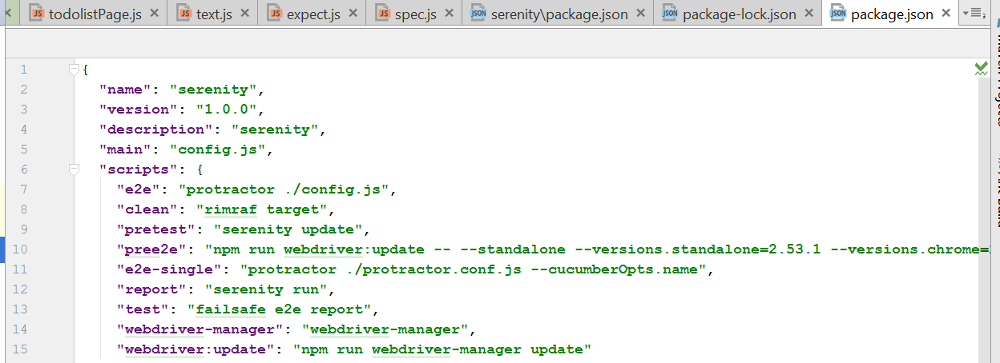 todolistPage.js text.js expect.js spec.js serenity\package.json package-lock.json package.json
1 {
2 "name": "serenity",
3 "version": "1.0.0",
4 "description": "serenity",
5 "main": "config.js",
6 "scripts": {
7 "e2e": "protractor ./config.js",
8 "clean": "rimraf target",
9 "pretest": "serenity update",
10 "pree2e": "npm run webdriver:update -- --standalone --versions.standalone=2.53.1 --versions.chrome=
11 "e2e-single": "protractor ./protractor.conf.js --cucumberOpts.name",
12 "report": "serenity run",
13 "test": "failsafe e2e report",
14 "webdriver-manager": "webdriver-manager",
15 "webdriver:update": "npm run webdriver-manager update"